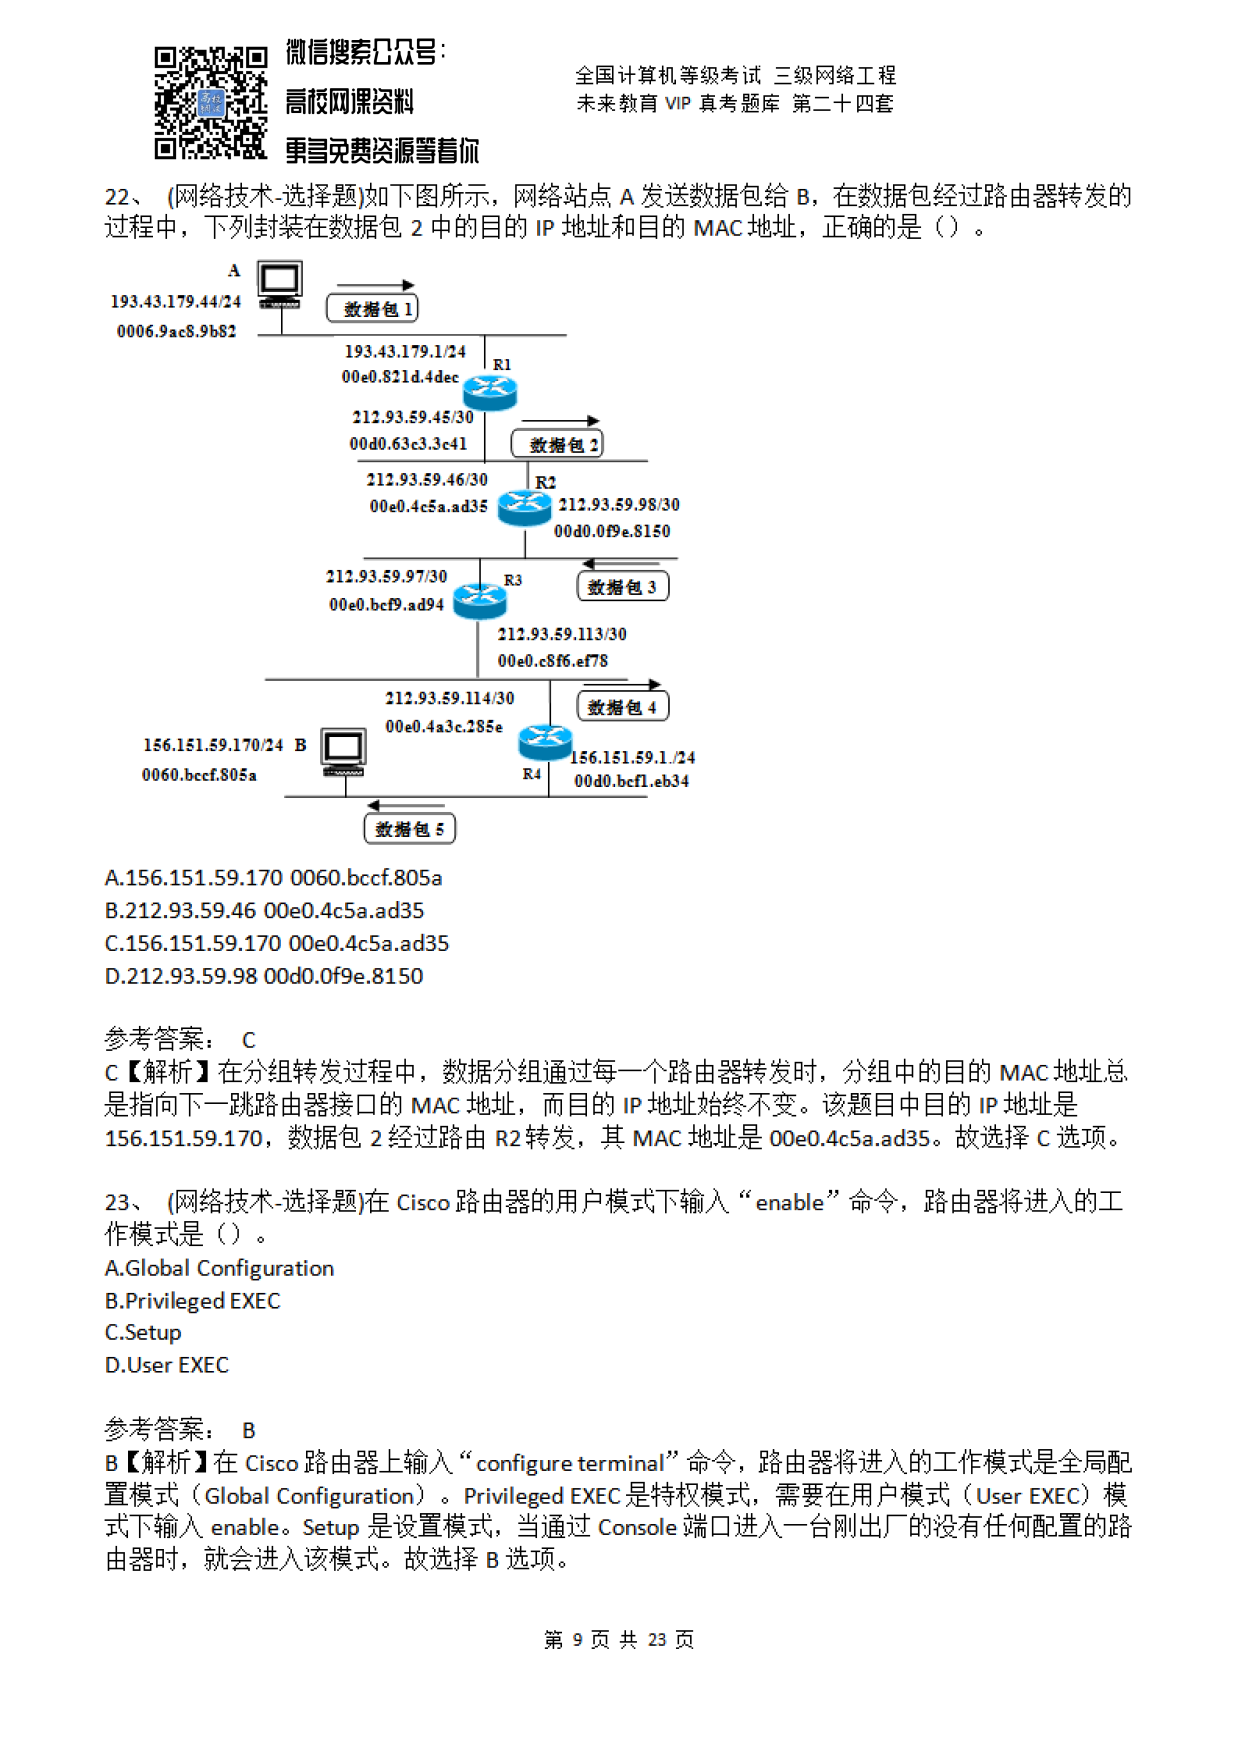 微信搜索公众号：
高校网课资料
更多免费资源等着你
全国计算机等级考试 三级网络工程
未来教育 VIP 真考题库 第二十四套
22、 (网络技术-选择题)如下图所示，网络站点 A 发送数据包给 B，在数据包经过路由器转发的
过程中，下列封装在数据包 2 中的目的 IP 地址和目的 MAC 地址，正确的是（）。
A
193.43.179.44/24
0006.9ac8.9b82
数据包 1
193.43.179.1/24
R1
00e0.821d.4dec
212.93.59.45/30
00d0.63c3.3c41
数据包 2
212.93.59.46/30
R2
00e0.4c5a.ad35
212.93.59.98/30
00d0.0f9e.8150
212.93.59.97/30
R3
00e0.bcf9.ad94
数据包 3
212.93.59.113/30
00e0.c8f6.ef78
212.93.59.114/30
00e0.4a3c.285e
数据包 4
156.151.59.170/24 B
0060.bccf.805a
156.151.59.1./24
R4
00d0.bcf1.eb34
数据包 5
A.156.151.59.170 0060.bccf.805a
B.212.93.59.46 00e0.4c5a.ad35
C.156.151.59.170 00e0.4c5a.ad35
D.212.93.59.98 00d0.0f9e.8150
参考答案： C
C【解析】在分组转发过程中，数据分组通过每一个路由器转发时，分组中的目的 MAC 地址总
是指向下一跳路由器接口的 MAC 地址，而目的 IP 地址始终不变。该题目中目的 IP 地址是
156.151.59.170，数据包 2 经过路由 R2 转发，其 MAC 地址是 00e0.4c5a.ad35。故选择 C 选项。
23、 (网络技术-选择题)在 Cisco 路由器的用户模式下输入“enable”命令，路由器将进入的工
作模式是（）。
A.Global Configuration
B.Privileged EXEC
C.Setup
D.User EXEC
参考答案： B
B【解析】在 Cisco 路由器上输入“configure terminal”命令，路由器将进入的工作模式是全局配
置模式（Global Configuration）。Privileged EXEC 是特权模式，需要在用户模式（User EXEC）模
式下输入 enable。Setup 是设置模式，当通过 Console 端口进入一台刚出厂的没有任何配置的路
由器时，就会进入该模式。故选择 B 选项。
第 9 页 共 23 页